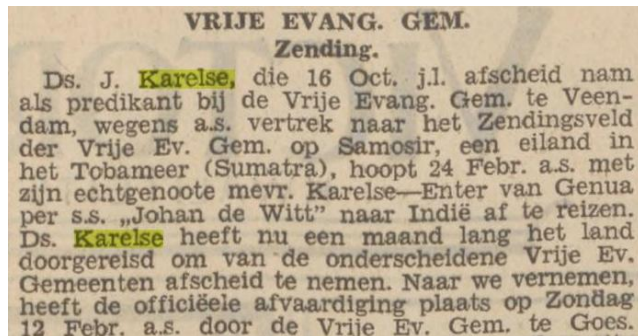 VRIJE EVANG. GEM.
Zending.
Ds. J. Karelse, die 16 Oct. j.l. afscheid nam
als predikant bij de Vrije Evang. Gem. te Veen-
dam, wegens a.s. vertrek naar het Zendingsveld
der Vrije Ev. Gem. op Samosir, een eiland in
het Tobameer (Sumatra), hoopt 24 Febr. a.s. met
zijn echtgenoote mevr. Karelse—Enter van Genua
per s.s. „Johan de Witt” naar Indië af te reizen.
Ds. Karelse heeft nu een maand lang het land
doorgereisd om van de onderscheidene Vrije Ev.
Gemeenten afscheid te nemen. Naar we vernemen,
heeft de officiëele afvaardiging plaats op Zondag
12 Febr. a.s. door de Vrije Ev. Gem. te Goes.